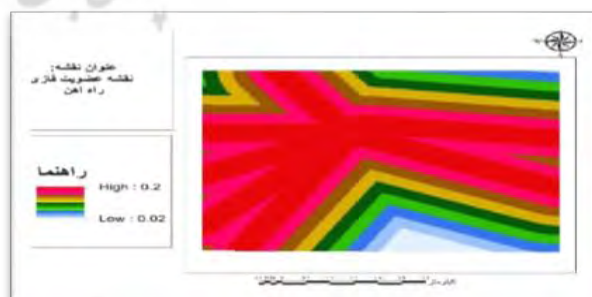 عنوان نقشه:
نقشه عضویت فازی
راه اهن
راهنما
High : 0.2
Low : 0.02